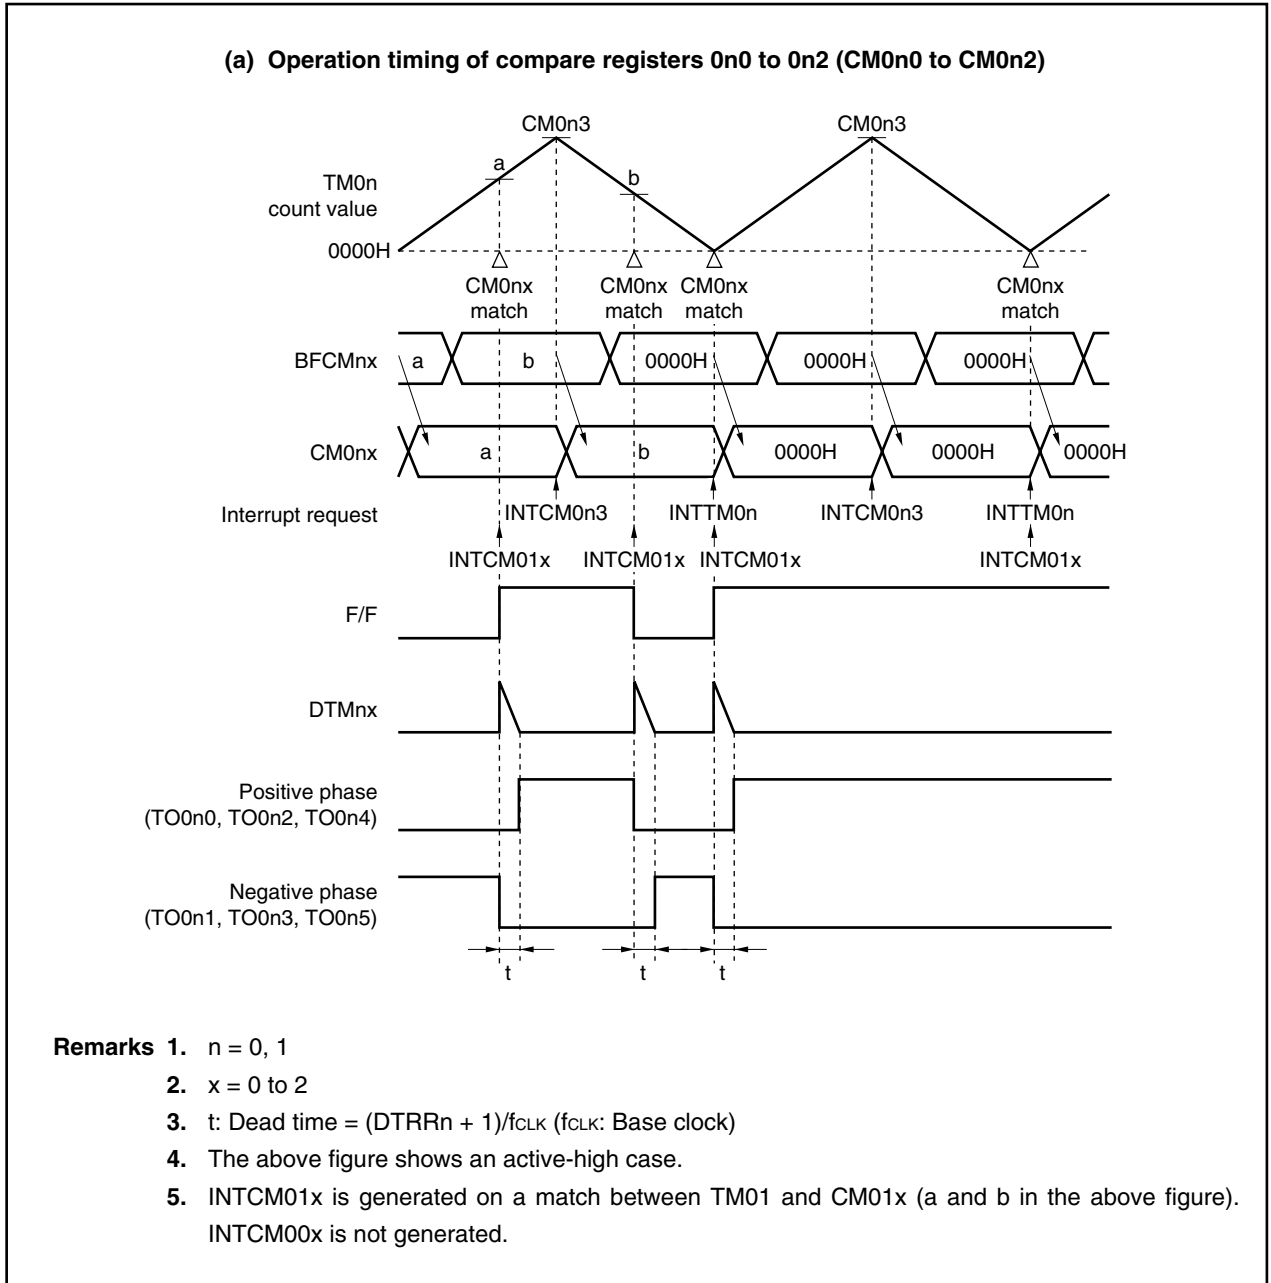 (a) Operation timing of compare registers 0n0 to 0n2 (CM0n0 to CM0n2)
CM0n3 CM0n3
a
b
TM0n
count value
0000H
CM0nx CM0nx CM0nx CM0nx
match match match match
BFCMnx a b 0000H 0000H 0000H
CM0nx a b 0000H 0000H 0000H
Interrupt request INTCM0n3 INTTM0n INTCM0n3 INTTM0n
INTCM01x INTCM01x INTCM01x INTCM01x
F/F
DTMnx
Positive phase
(TO0n0, TO0n2, TO0n4)
Negative phase
(TO0n1, TO0n3, TO0n5)
t t t
Remarks 1. n = 0, 1
2. x = 0 to 2
3. t: Dead time = (DTRRn + 1)/fCLK (fCLK: Base clock)
4. The above figure shows an active-high case.
5. INTCM01x is generated on a match between TM01 and CM01x (a and b in the above figure).
INTCM00x is not generated.